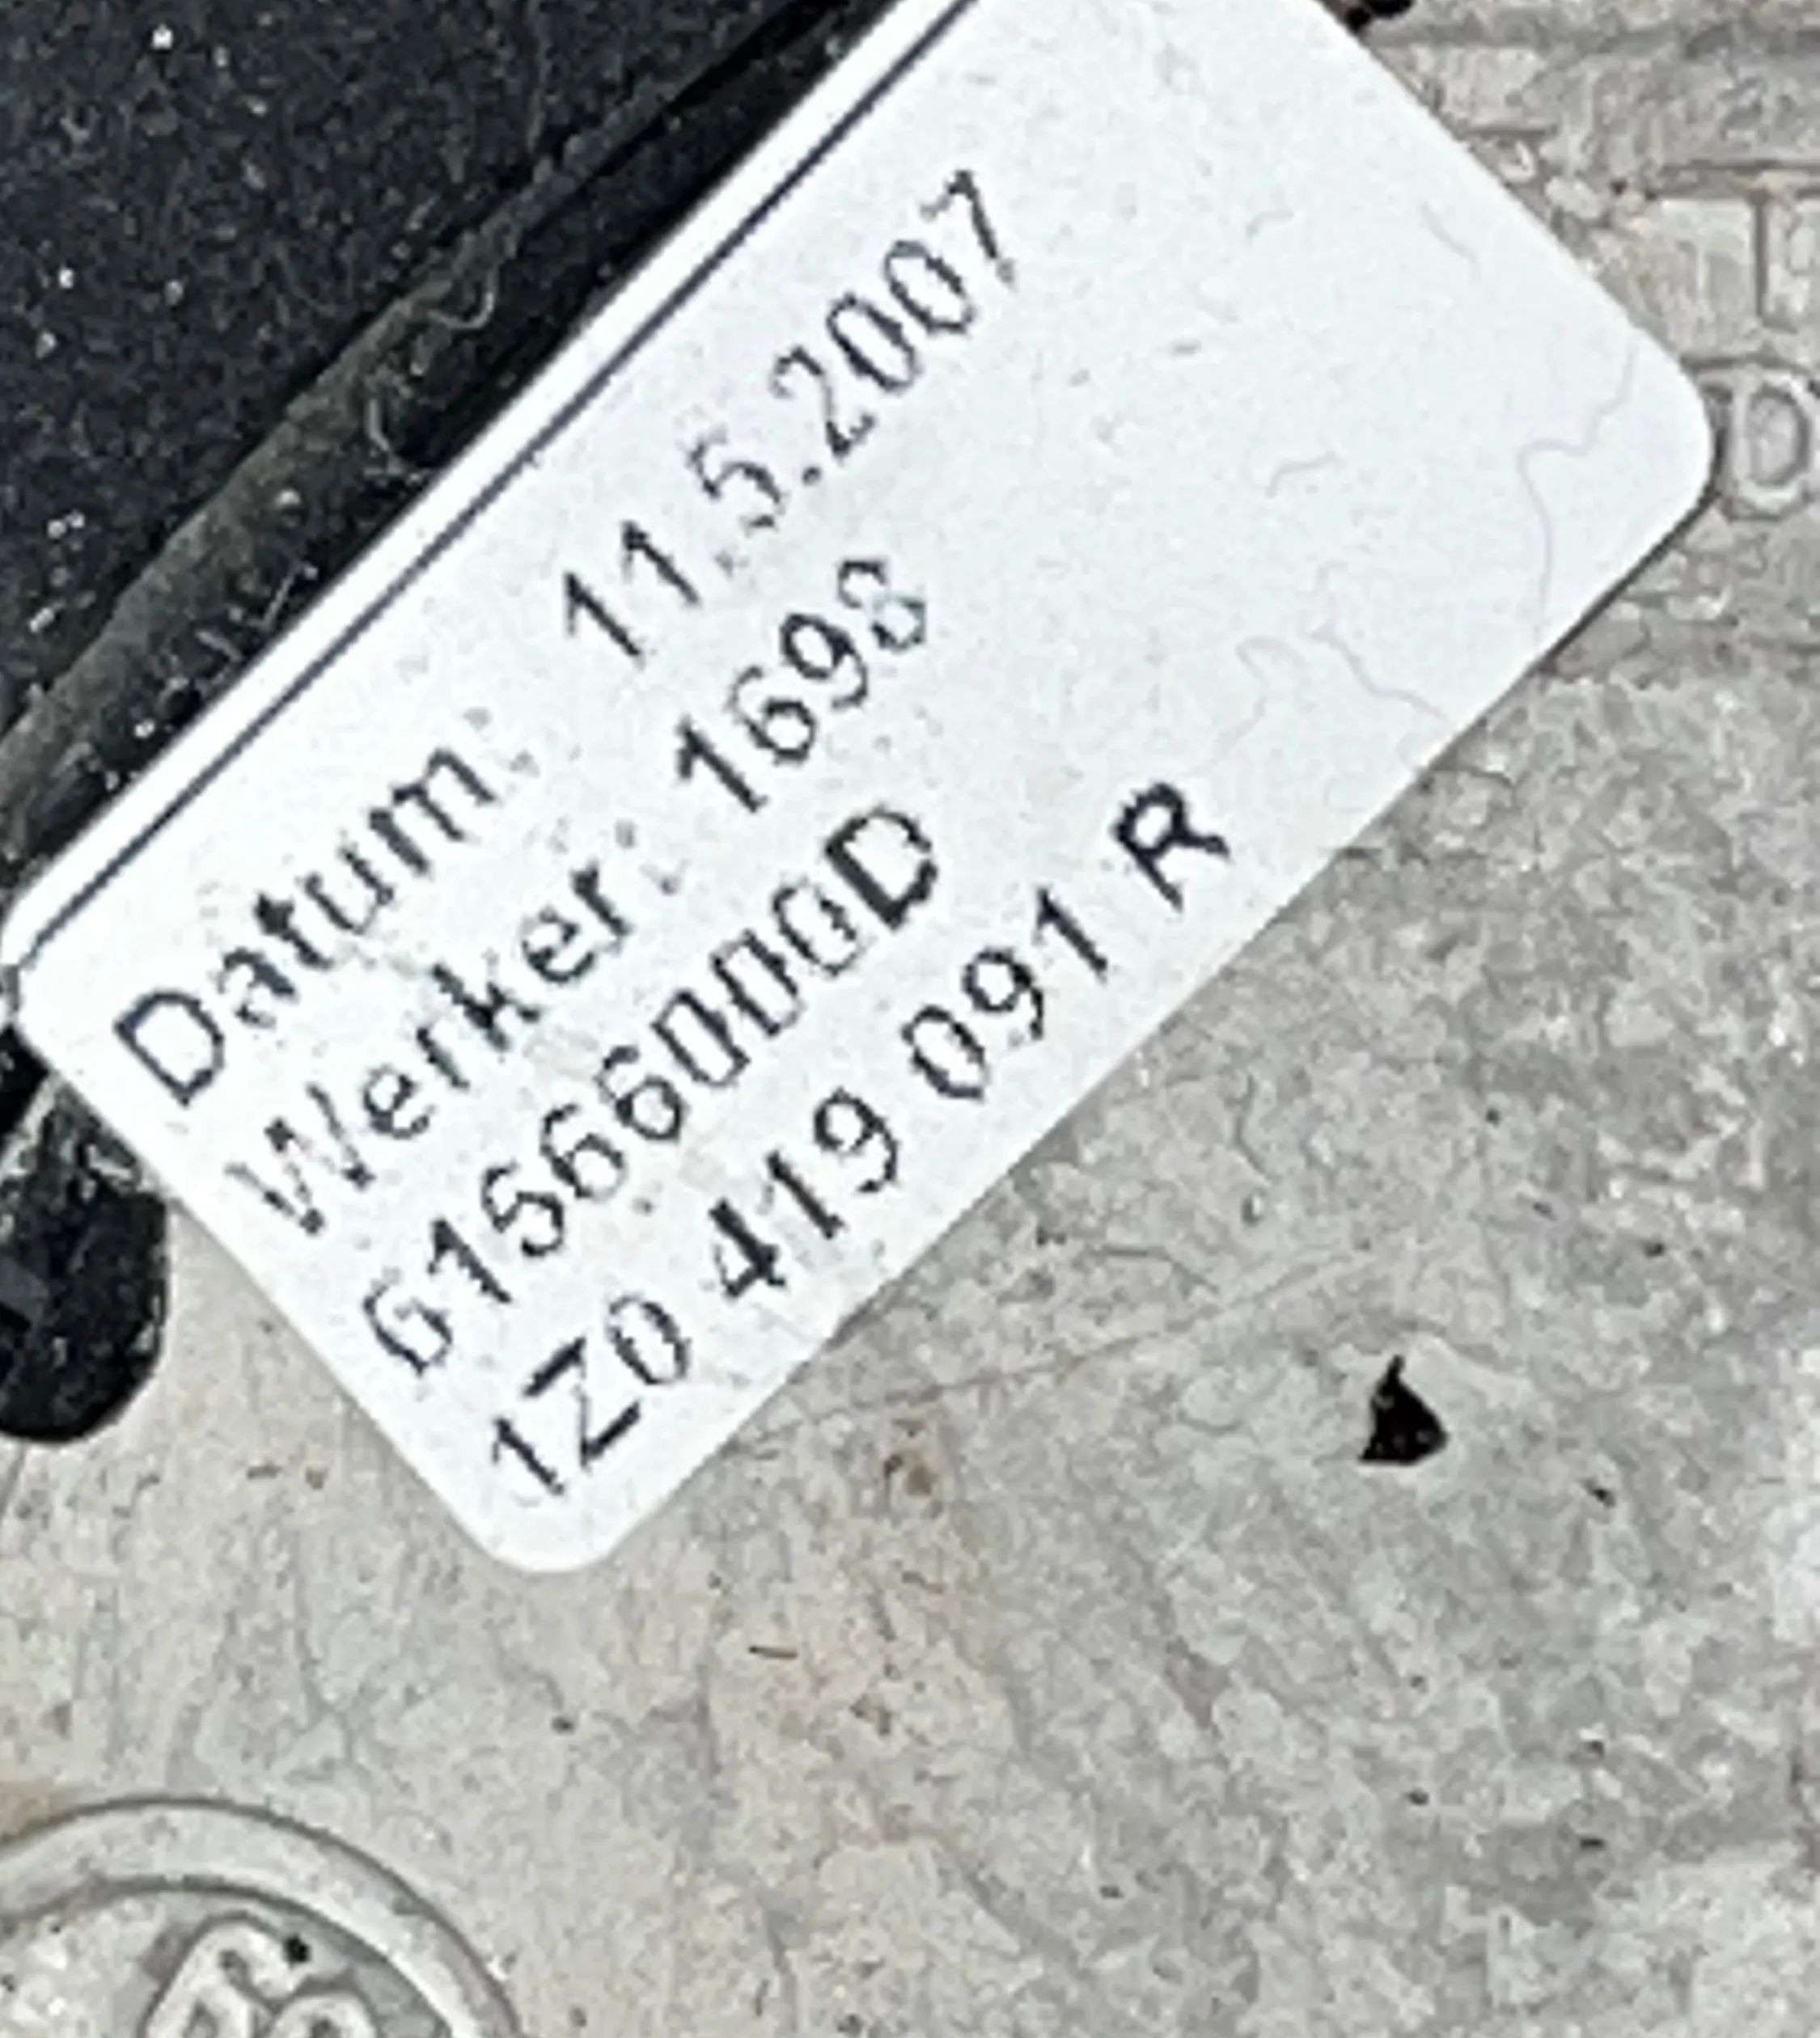 Datum: 11.5.2007
Werker: 1698
61566000D
1Z0 419 091 R